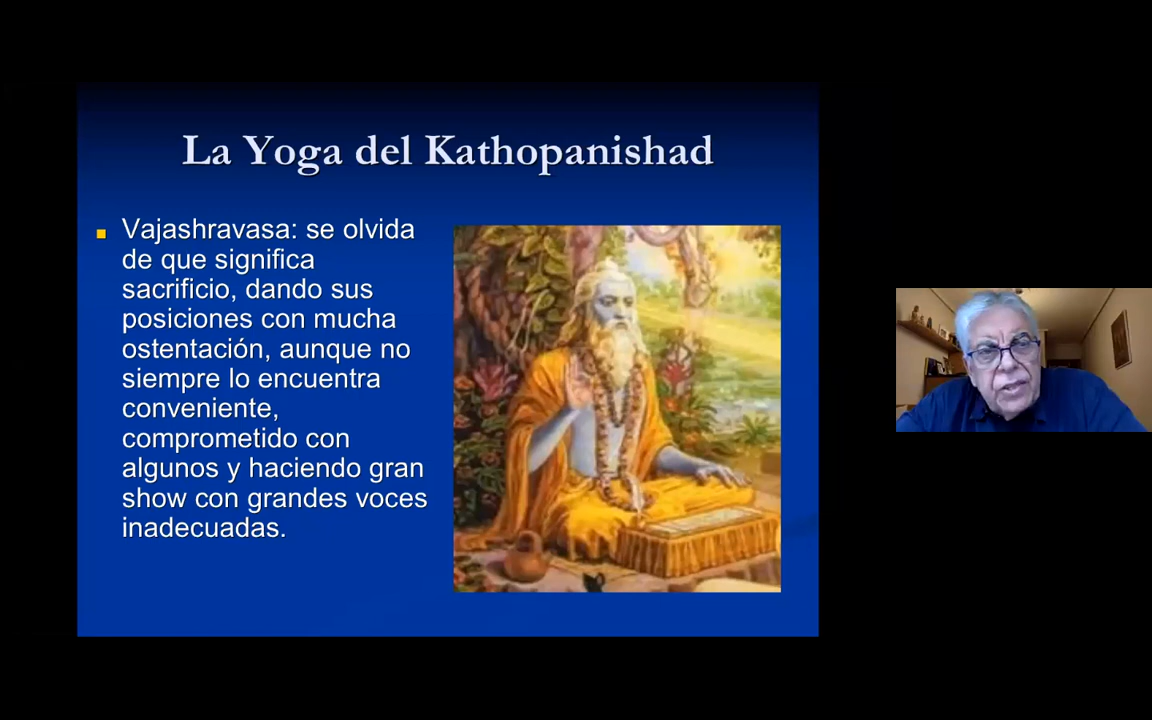 La Yoga del Kathopanishad
Vajashravasa: se olvida
de que significa
sacrificio, dando sus
posiciones con mucha
ostentación, aunque no
siempre lo encuentra
conveniente,
comprometido con
algunos y haciendo gran
show con grandes voces
inadecuadas.